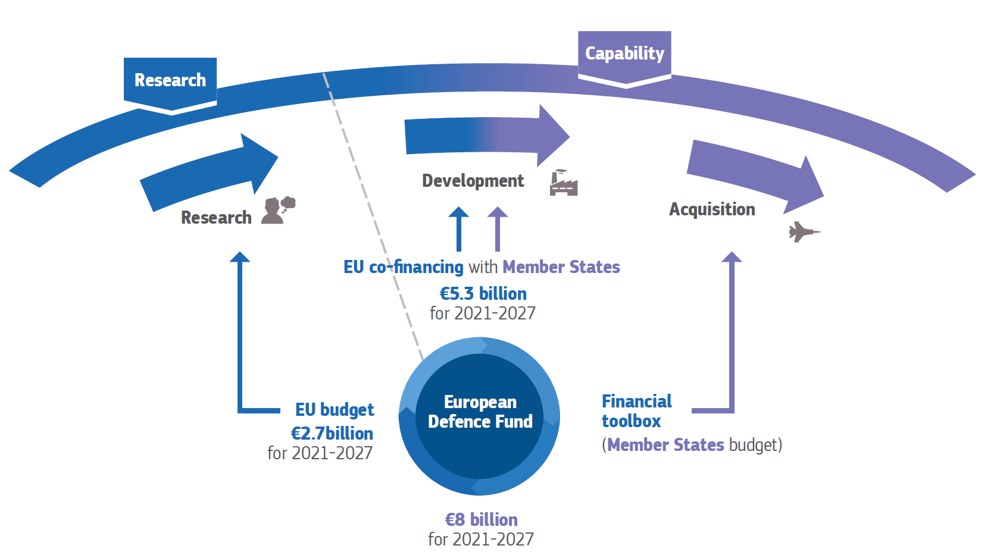 Research
Capability
Research
Development
Acquisition
EU co-financing with Member States
€5.3 billion
for 2021-2027
EU budget
€2.7billion
for 2021-2027
European
Defence Fund
Financial
toolbox
(Member States budget)
€8 billion
for 2021-2027